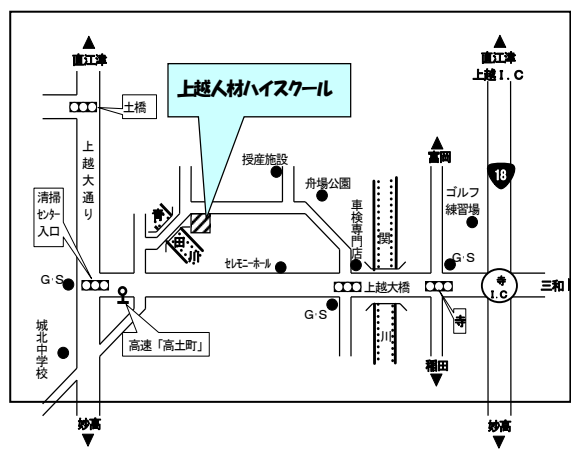 直江津
直江津
上越I.C
上越人材ハイスクール
土橋
上越大通り
授産施設
舟場公園
富岡
18
ゴルフ
練習場
清掃
センター
入口
車検専門店
関
G·S
セレモニーホール
G·S
上越大橋
寺
I.C
三和
G·S
寺
川
高速「高土町」
城北中学校
稲田
妙高
妙高